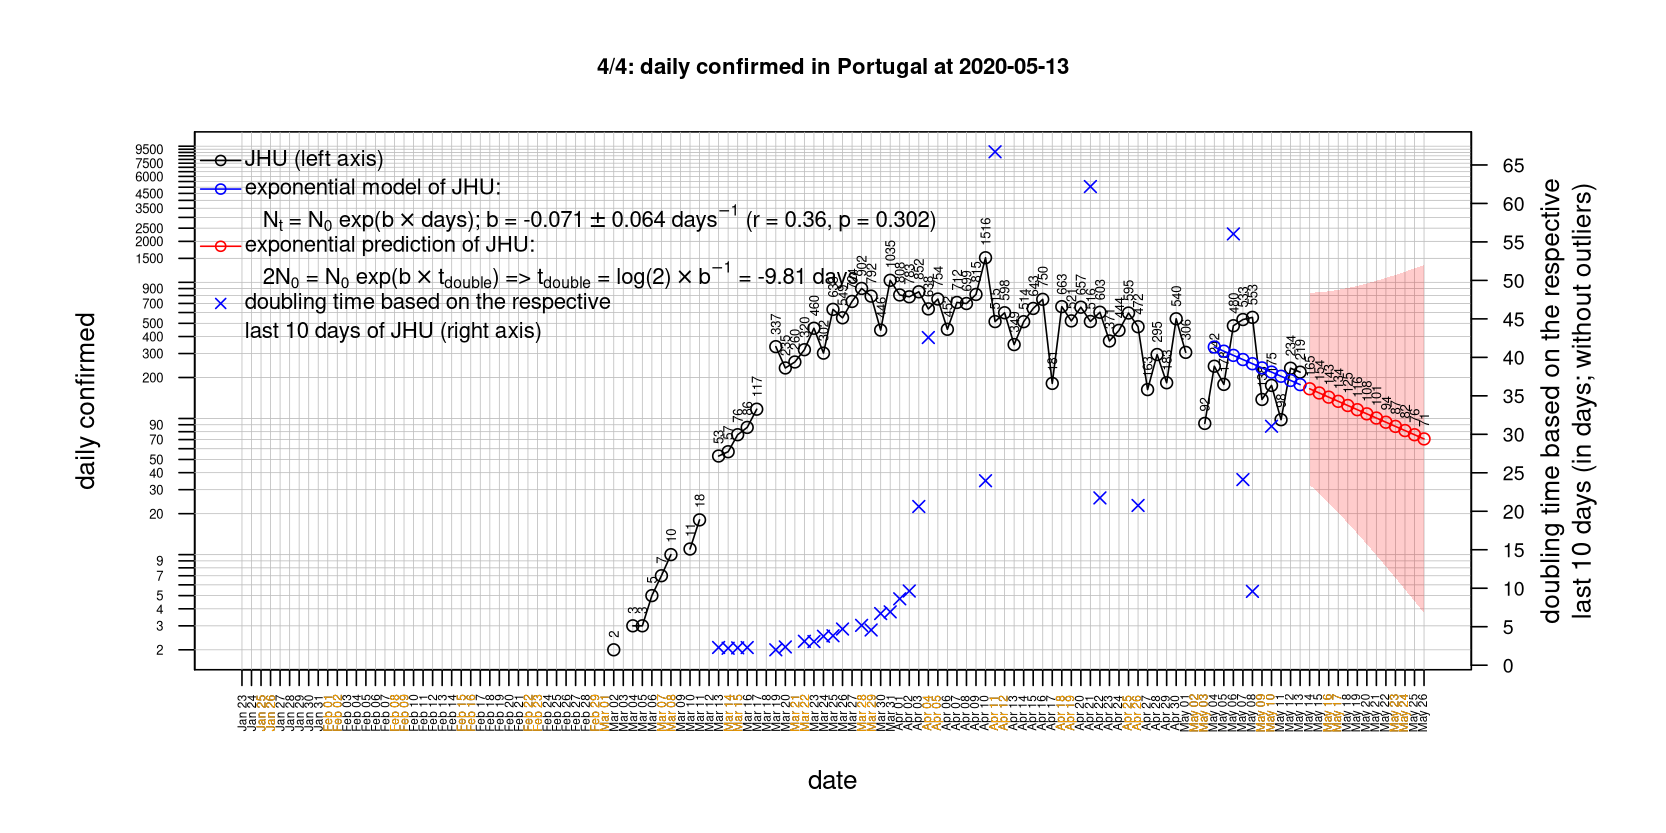 4/4: daily confirmed in Portugal at 2020-05-13
JHU (left axis)
exponential model of JHU:
Nt = N0 exp(b × days); b = -0.071 ± 0.064 days−1 (r = 0.36, p = 0.302)
exponential prediction of JHU:
2N0 = N0 exp(b × tdouble) => tdouble = log(2) × b−1 = -9.81 days
doubling time based on the respective
last 10 days of JHU (right axis)
daily confirmed
9500
7500
6000
4500
3500
2500
2000
1500
900
700
500
400
300
200
90
70
50
40
30
20
9
7
5
4
3
2
2
3
3
5
7
10
11
18
53
57
76
86
117
337
235
260
320
460
302
902
792
446
1035
808
783
852
638
754
452
712
699
815
1516
515
598
349
514
643
750
181
663
521
657
516
603
371
444
595
472
163
295
183
540
306
92
480
533
553
175
98
234
219
165
154
143
134
125
116
108
101
94
87
82
76
71
65
60
55
50
45
40
35
30
25
20
15
10
5
0
doubling time based on the respective
last 10 days (in days; without outliers)
Jan 23
Jan 24
Jan 25
Jan 26
Jan 27
Jan 28
Jan 29
Jan 30
Jan 31
Feb 01
Feb 02
Feb 03
Feb 04
Feb 05
Feb 06
Feb 07
Feb 08
Feb 09
Feb 10
Feb 11
Feb 12
Feb 13
Feb 14
Feb 15
Feb 16
Feb 17
Feb 18
Feb 19
Feb 20
Feb 21
Feb 22
Feb 23
Feb 24
Feb 25
Feb 26
Feb 27
Feb 28
Feb 29
Mar 01
Mar 02
Mar 03
Mar 04
Mar 05
Mar 06
Mar 07
Mar 08
Mar 09
Mar 10
Mar 11
Mar 12
Mar 13
Mar 14
Mar 15
Mar 16
Mar 17
Mar 18
Mar 19
Mar 20
Mar 21
Mar 22
Mar 23
Mar 24
Mar 25
Mar 26
Mar 27
Mar 28
Mar 29
Mar 30
Mar 31
Apr 01
Apr 02
Apr 03
Apr 04
Apr 05
Apr 06
Apr 07
Apr 08
Apr 09
Apr 10
Apr 11
Apr 12
Apr 13
Apr 14
Apr 15
Apr 16
Apr 17
Apr 18
Apr 19
Apr 20
Apr 21
Apr 22
Apr 23
Apr 24
Apr 25
Apr 26
Apr 27
Apr 28
Apr 29
Apr 30
May 01
May 02
May 03
May 04
May 05
May 06
May 07
May 08
May 09
May 10
May 11
May 12
May 13
May 14
May 15
May 16
May 17
May 18
May 19
May 20
May 21
May 22
May 23
May 24
May 25
May 26
date